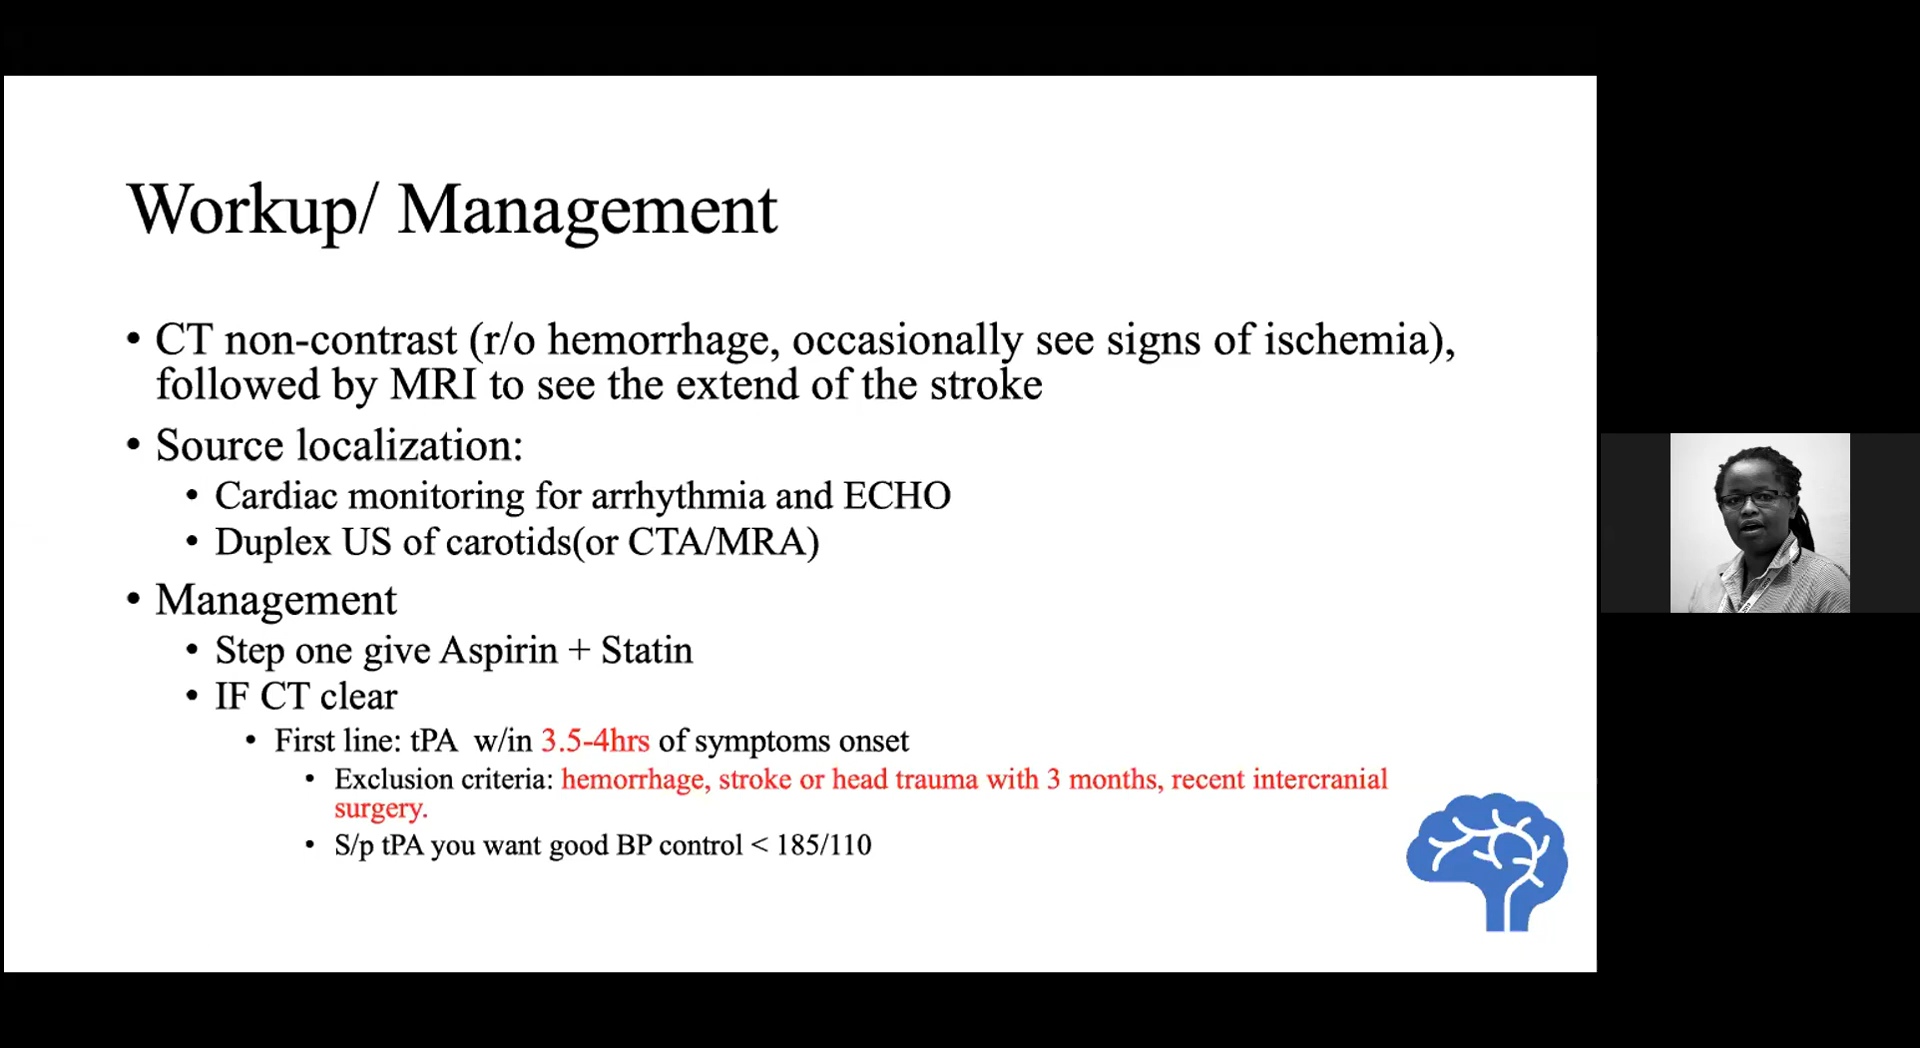 Workup/ Management
• CT non-contrast (r/o hemorrhage, occasionally see signs of ischemia),
followed by MRI to see the extend of the stroke
• Source localization:
• Cardiac monitoring for arrhythmia and ECHO
• Duplex US of carotids(or CTA/MRA)
• Management
• Step one give Aspirin + Statin
• IF CT clear
• First line: tPA w/in 3.5-4hrs of symptoms onset
• Exclusion criteria: hemorrhage, stroke or head trauma with 3 months, recent intercranial
surgery.
• S/p tPA you want good BP control < 185/110